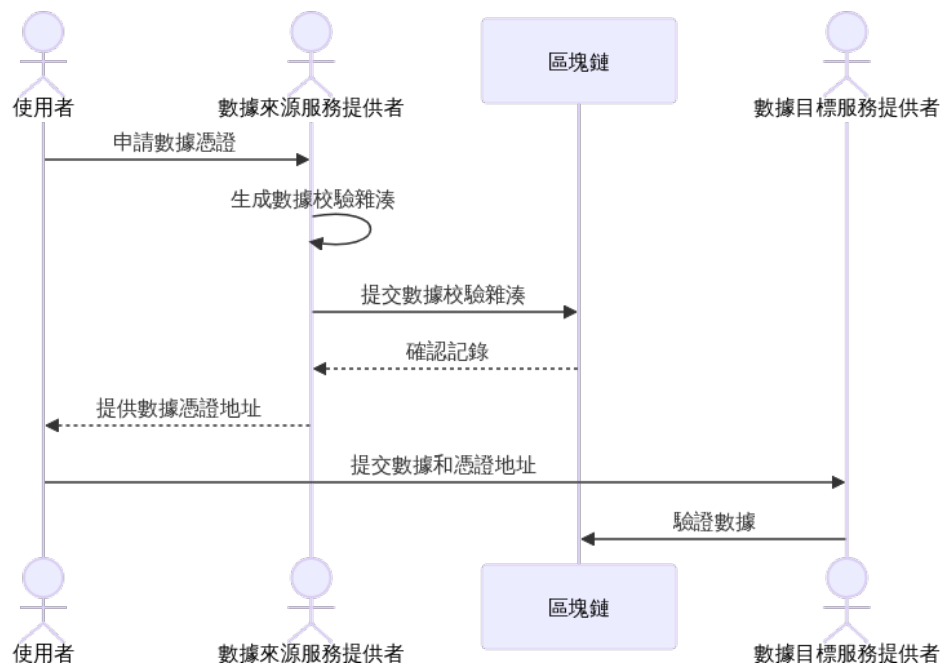 使用者
數據來源服務提供者
區塊鏈
數據目標服務提供者
申請數據憑證
生成數據校驗雜湊
提交數據校驗雜湊
確認記錄
提供數據憑證地址
提交數據和憑證地址
驗證數據
使用者
數據來源服務提供者
區塊鏈
數據目標服務提供者